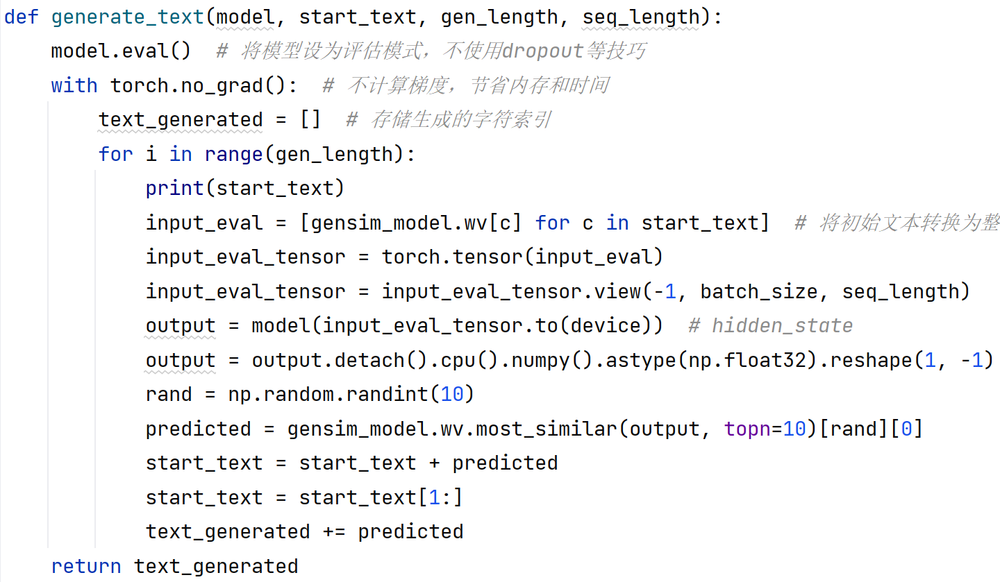 def generate_text(model, start_text, gen_length, seq_length):
    model.eval()  # 将模型设为评估模式，不使用dropout等技巧
    with torch.no_grad():  # 不计算梯度，节省内存和时间
        text_generated = []  # 存储生成的字符索引
        for i in range(gen_length):
            print(start_text)
            input_eval = [gensim_model.wv[c] for c in start_text]  # 将初始文本转换为整
            input_eval_tensor = torch.tensor(input_eval)
            input_eval_tensor = input_eval_tensor.view(-1, batch_size, seq_length)
            output = model(input_eval_tensor.to(device))  # hidden_state
            output = output.detach().cpu().numpy().astype(np.float32).reshape(1, -1)
            rand = np.random.randint(10)
            predicted = gensim_model.wv.most_similar(output, topn=10)[rand][0]
            start_text = start_text + predicted
            start_text = start_text[1:]
            text_generated += predicted
    return text_generated